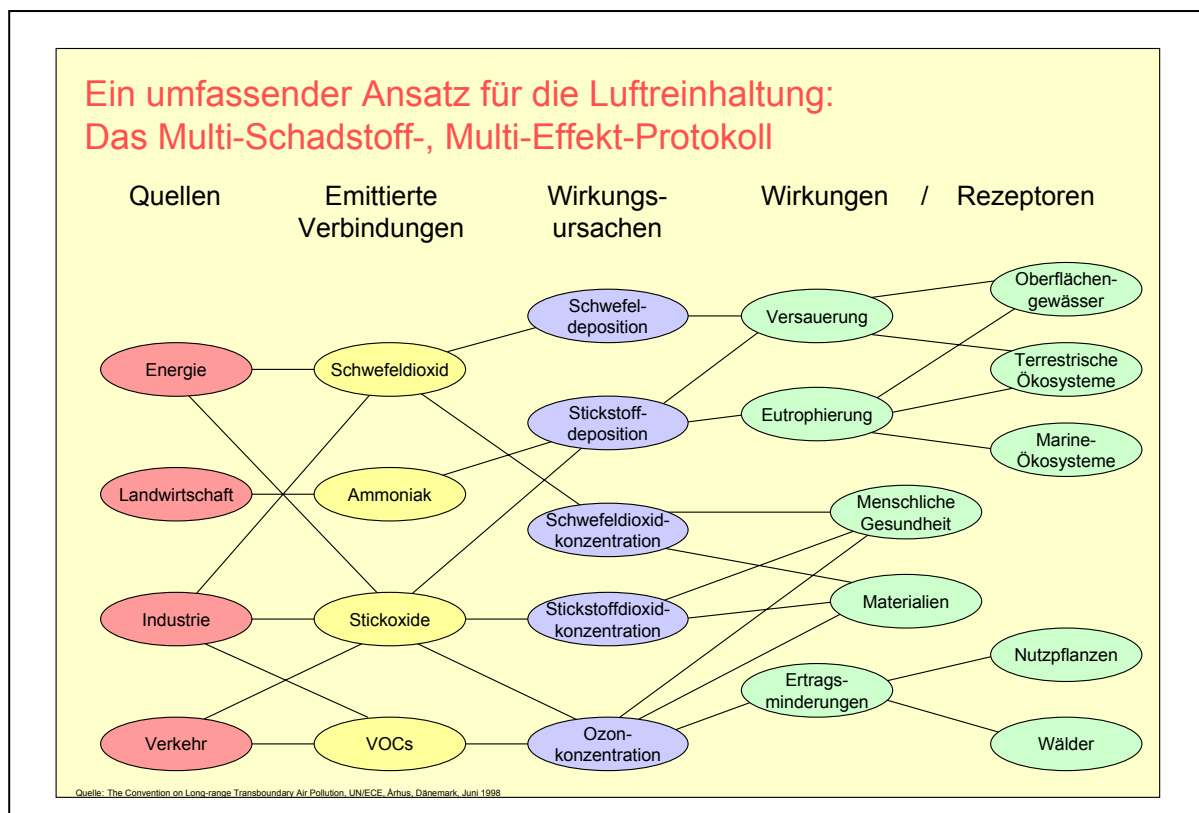 Ein umfassender Ansatz für die Luftreinhaltung:
Das Multi-Schadstoff-, Multi-Effekt-Protokoll
Quellen
Emittierte
Verbindungen
Wirkungs-
ursachen
Wirkungen / Rezeptoren
Energie
Landwirtschaft
Industrie
Verkehr
Schwefeldioxid
Ammoniak
Stickoxide
VOCs
Schwefel-
deposition
Stickstoff-
deposition
Schwefeldioxid-
konzentration
Stickstoffdioxid-
konzentration
Ozon-
konzentration
Versauerung
Eutrophierung
Menschliche
Gesundheit
Materialien
Ertrags-
minderungen
Oberflächen-
gewässer
Terrestrische
Ökosysteme
Marine-
Ökosysteme
Nutzpflanzen
Wälder
Quelle: The Convention on Long-range Transboundary Air Pollution, UN/ECE, Århus, Dänemark, Juni 1998